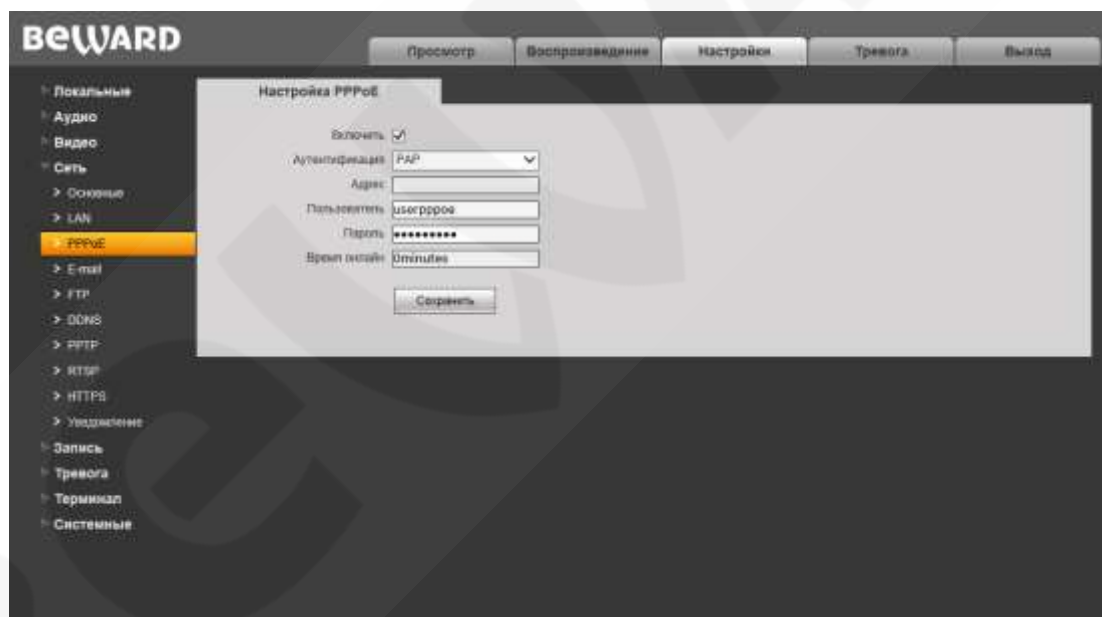 BEWARD
Просмотр Воспроизведение Настройки Тревога Выход
Локальные
Аудио
Видео
Сеть
> Основные
> LAN
> PPPoE
> E-mail
> FTP
> DDNS
> PPTP
> RTSP
> HTTPS
> Уведомление
Запись
Тревога
Терминал
Системные
Настройка PPPoE
Включить
Аутентификация PAP
Адрес
Пользователь userpppoe
Пароль •••••••••
Время онлайн 0minutes
Сохранить